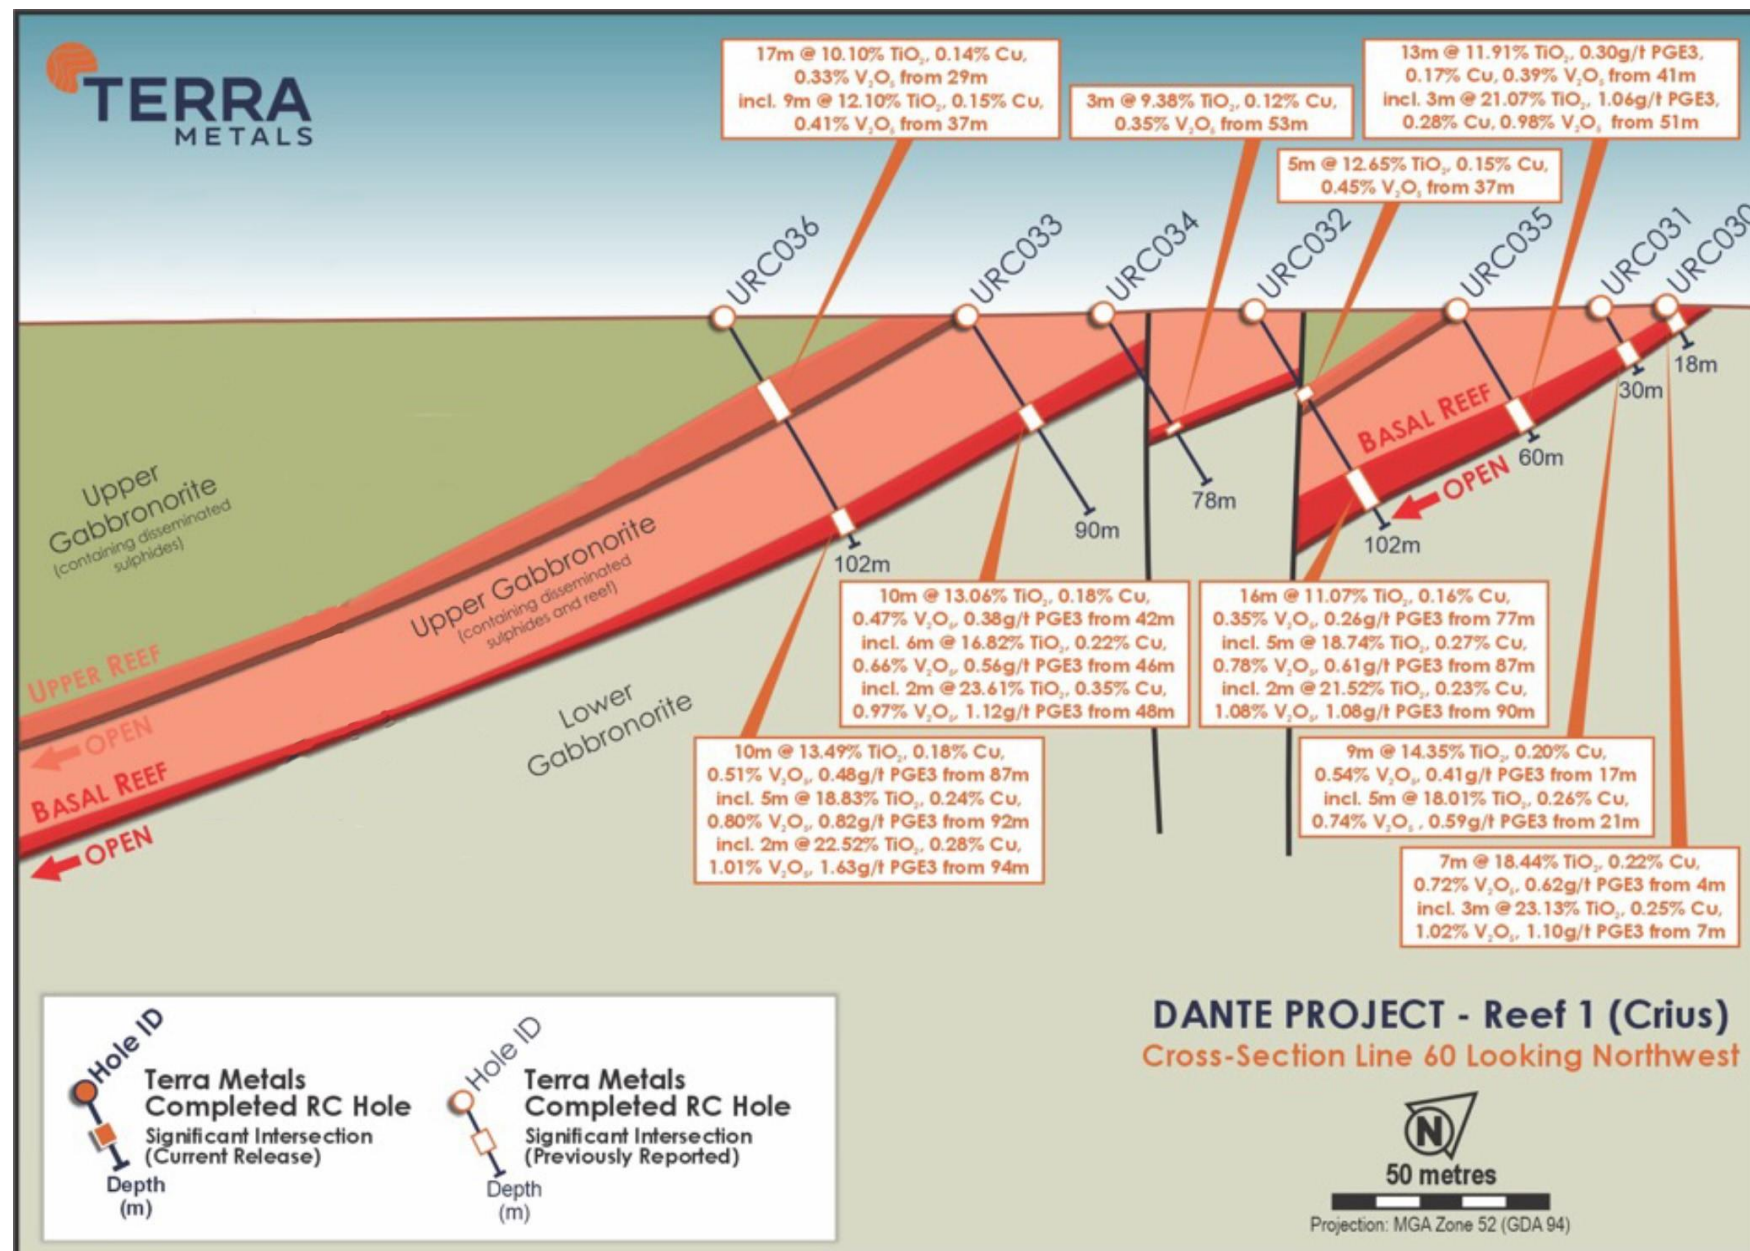 TERRA
METALS
17m @ 10.10% TiO₂, 0.14% Cu,
0.33% V₂O₅ from 29m
incl. 9m @ 12.10% TiO₂, 0.15% Cu,
0.41% V₂O₅ from 37m
3m @ 9.38% TiO₂, 0.12% Cu,
0.35% V₂O₅ from 53m
13m @ 11.91% TiO₂, 0.30g/t PGE3,
0.17% Cu, 0.39% V₂O₅ from 41m
incl. 3m @ 21.07% TiO₂, 1.06g/t PGE3,
0.28% Cu, 0.98% V₂O₅ from 51m
5m @ 12.65% TiO₂, 0.15% Cu,
0.45% V₂O₅ from 37m
URC036
URC033
URC034
URC032
URC035
URC031
URC030
18m
30m
60m
102m
78m
90m
102m
BASAL REEF
OPEN
Upper
Gabbronorite
(containing disseminated
sulphides)
Upper Gabbronorite
(containing disseminated
sulphides and reef)
Lower
Gabbronorite
UPPER REEF
OPEN
BASAL REEF
OPEN
10m @ 13.06% TiO₂, 0.18% Cu,
0.47% V₂O₅, 0.38g/t PGE3 from 42m
incl. 6m @ 16.82% TiO₂, 0.22% Cu,
0.66% V₂O₅, 0.56g/t PGE3 from 46m
incl. 2m @ 23.61% TiO₂, 0.35% Cu,
0.97% V₂O₅, 1.12g/t PGE3 from 48m
16m @ 11.07% TiO₂, 0.16% Cu,
0.35% V₂O₅, 0.26g/t PGE3 from 77m
incl. 5m @ 18.74% TiO₂, 0.27% Cu,
0.78% V₂O₅, 0.61g/t PGE3 from 87m
incl. 2m @ 21.52% TiO₂, 0.23% Cu,
1.08% V₂O₅, 1.08g/t PGE3 from 90m
10m @ 13.49% TiO₂, 0.18% Cu,
0.51% V₂O₅, 0.48g/t PGE3 from 87m
incl. 5m @ 18.83% TiO₂, 0.24% Cu,
0.80% V₂O₅, 0.82g/t PGE3 from 92m
incl. 2m @ 22.52% TiO₂, 0.28% Cu,
1.01% V₂O₅, 1.63g/t PGE3 from 94m
9m @ 14.35% TiO₂, 0.20% Cu,
0.54% V₂O₅, 0.41g/t PGE3 from 17m
incl. 5m @ 18.01% TiO₂, 0.26% Cu,
0.74% V₂O₅, 0.59g/t PGE3 from 21m
7m @ 18.44% TiO₂, 0.22% Cu,
0.72% V₂O₅, 0.62g/t PGE3 from 4m
incl. 3m @ 23.13% TiO₂, 0.25% Cu,
1.02% V₂O₅, 1.10g/t PGE3 from 7m
Hole ID
Terra Metals
Completed RC Hole
Significant Intersection
(Current Release)
Depth
(m)
Hole ID
Terra Metals
Completed RC Hole
Significant Intersection
(Previously Reported)
Depth
(m)
DANTE PROJECT - Reef 1 (Crius)
Cross-Section Line 60 Looking Northwest
N
50 metres
Projection: MGA Zone 52 (GDA 94)